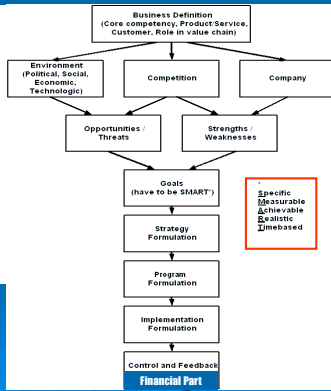 Business Definition
(Core competency, Product/Service,
Customer, Role in value chain)
Environment
(Political, Social,
Economic,
Technologic)
Competition
Company
Opportunities /
Threats
Strengths /
Weaknesses
Goals
(have to be SMART*)
*
Specific
Measurable
Achievable
Realistic
Timebased
Strategy
Formulation
Program
Formulation
Implementation
Formulation
Control and Feedback
Financial Part